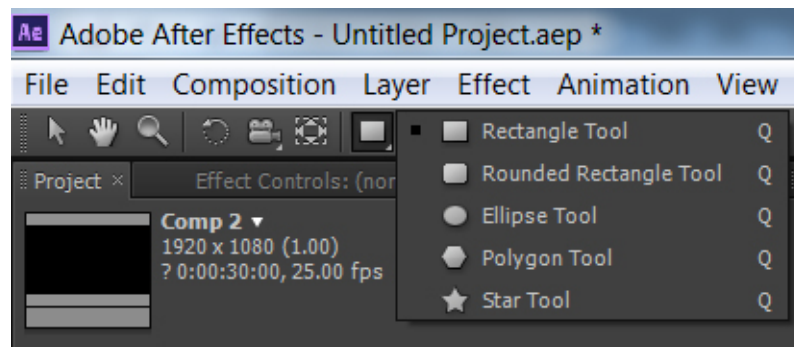 Ae Adobe After Effects - Untitled Project.aep *
File Edit Composition Layer Effect Animation View
Rectangle Tool Q
Project × Effect Controls: (nor
Rounded Rectangle Tool Q
Comp 2 ▼
1920 x 1080 (1.00)
? 0:00:30:00, 25.00 fps
Ellipse Tool Q
Polygon Tool Q
Star Tool Q